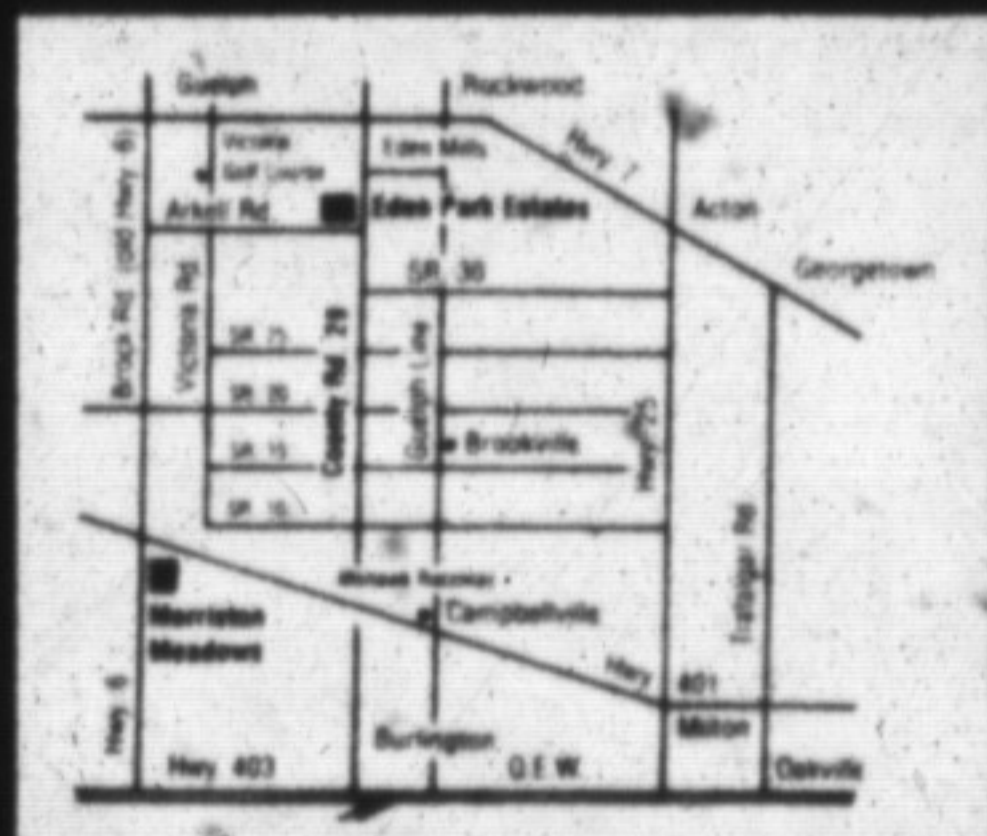 Guelph
Rockwood
Victoria
Golf Course
Eden Mills
Hwy 7
Arkell Rd
Eden Park Estates
Acton
Georgetown
Brock Rd. (old Hwy 6)
Victoria Rd
County Rd. 29
Guelph Line
SR. 30
SR
SR
SR. 15
SR. 10
Brookville
Hwy 25
Trafalgar Rd
Mohawk Raceway
Campbellville
Morriston
Meadows
Hwy 401
Milton
Hwy 6
Burlington
Hwy 403
Q.E.W.
Oakville